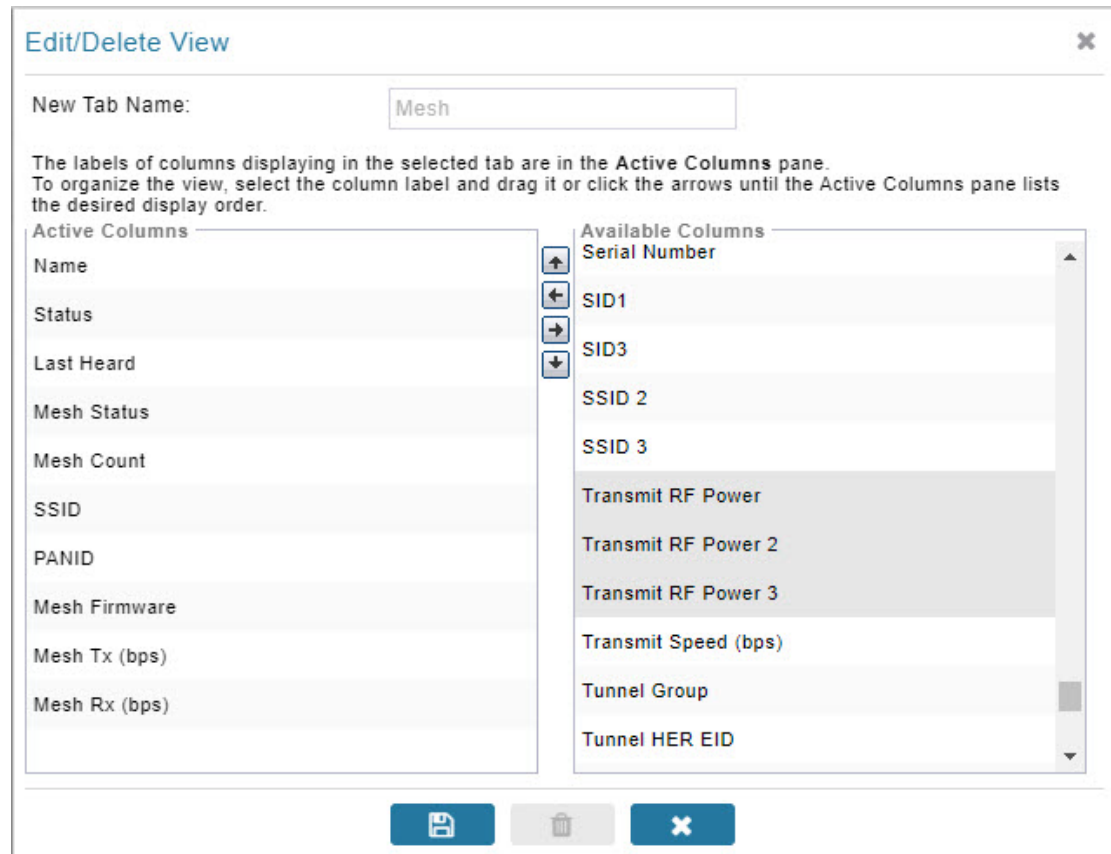 Edit/Delete View
New Tab Name:
Mesh
The labels of columns displaying in the selected tab are in the Active Columns pane.
To organize the view, select the column label and drag it or click the arrows until the Active Columns pane lists
the desired display order.
Active Columns
Name
Status
Last Heard
Mesh Status
Mesh Count
SSID
PANID
Mesh Firmware
Mesh Tx (bps)
Mesh Rx (bps)
Available Columns
Serial Number
SID1
SID3
SSID 2
SSID 3
Transmit RF Power
Transmit RF Power 2
Transmit RF Power 3
Transmit Speed (bps)
Tunnel Group
Tunnel HER EID